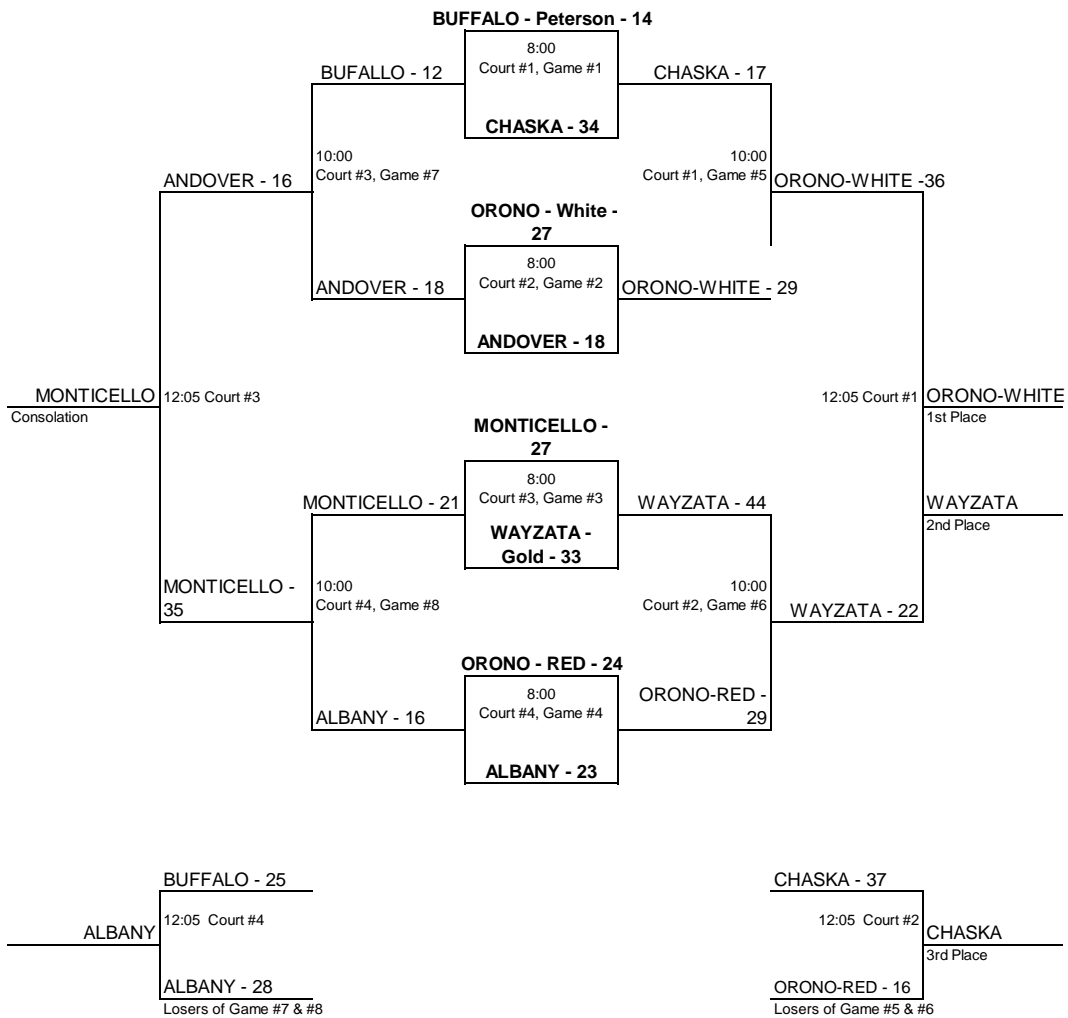 BUFFALO - Peterson - 14
8:00
BUFALLO - 12
Court #1, Game #1
CHASKA - 17
CHASKA - 34
10:00
Court #3, Game #7
10:00
Court #1, Game #5
ANDOVER - 16
ORONO-WHITE -36
ORONO - White -
27
8:00
ANDOVER - 18
Court #2, Game #2
ORONO-WHITE - 29
ANDOVER - 18
MONTICELLO
12:05 Court #3
12:05 Court #1
ORONO-WHITE
Consolation
1st Place
MONTICELLO -
27
8:00
MONTICELLO - 21
Court #3, Game #3
WAYZATA - 44
WAYZATA
2nd Place
WAYZATA -
Gold - 33
MONTICELLO -
35
10:00
Court #4, Game #8
10:00
Court #2, Game #6
WAYZATA - 22
ORONO - RED - 24
8:00
ALBANY - 16
Court #4, Game #4
ORONO-RED -
29
ALBANY - 23
BUFFALO - 25
CHASKA - 37
12:05  Court #4
12:05  Court #2
ALBANY
CHASKA
3rd Place
ALBANY - 28
ORONO-RED - 16
Losers of Game #7 & #8
Losers of Game #5 & #6